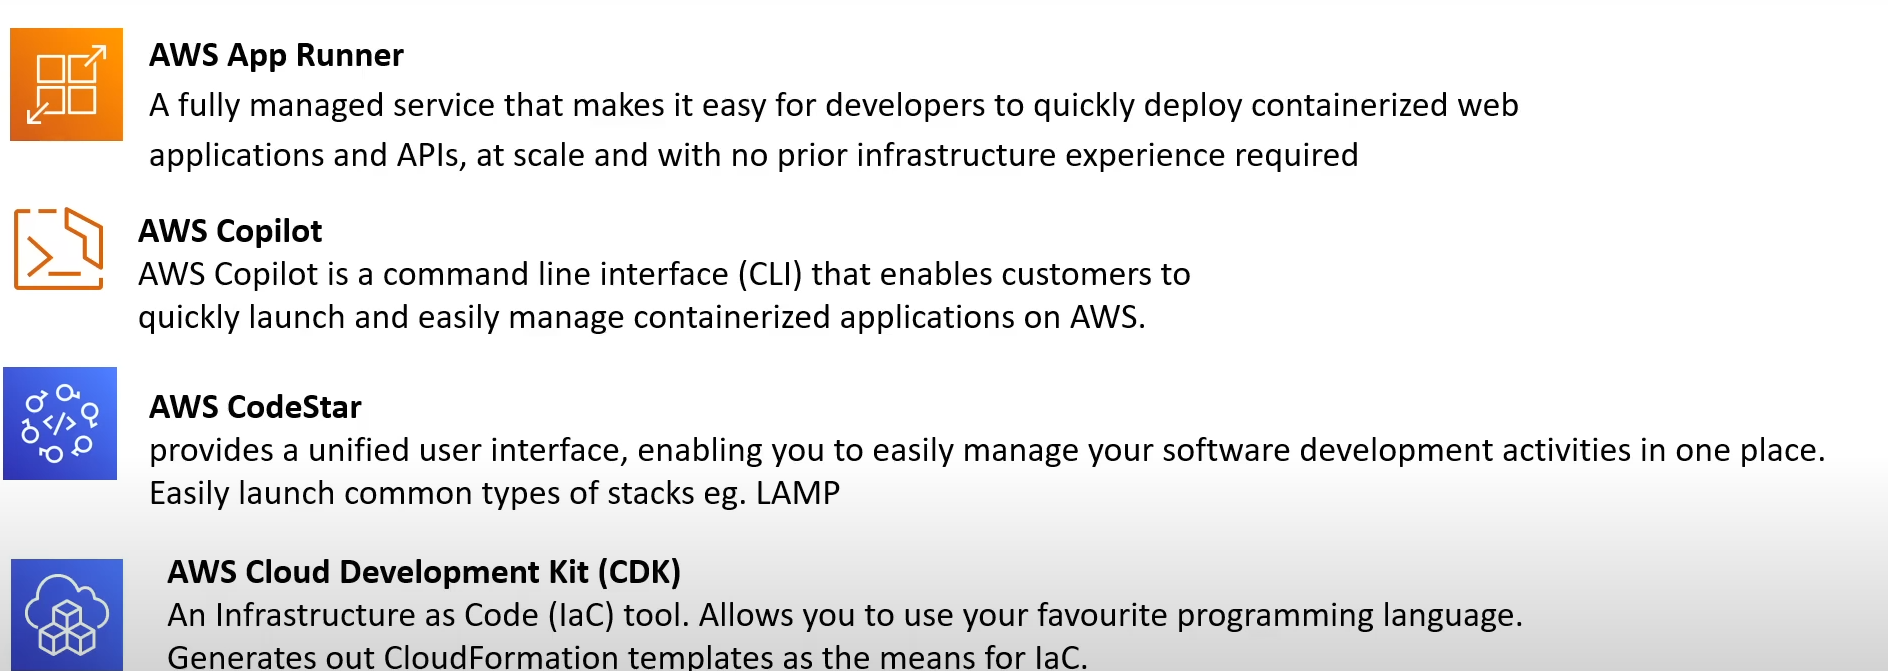 AWS App Runner
A fully managed service that makes it easy for developers to quickly deploy containerized web
applications and APIs, at scale and with no prior infrastructure experience required
AWS Copilot
AWS Copilot is a command line interface (CLI) that enables customers to
quickly launch and easily manage containerized applications on AWS.
AWS CodeStar
provides a unified user interface, enabling you to easily manage your software development activities in one place.
Easily launch common types of stacks eg. LAMP
AWS Cloud Development Kit (CDK)
An Infrastructure as Code (IaC) tool. Allows you to use your favourite programming language.
Generates out CloudFormation templates as the means for IaC.